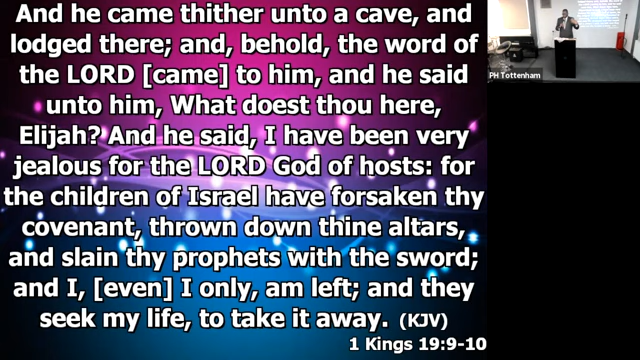 And he came thither unto a cave, and
lodged there; and, behold, the word of
the LORD [came] to him, and he said
unto him, What doest thou here,
Elijah? And he said, I have been very
jealous for the LORD God of hosts: for
the children of Israel have forsaken thy
covenant, thrown down thine altars,
and slain thy prophets with the sword;
and I, [even] I only, am left; and they
seek my life, to take it away. (KJV)
1 Kings 19:9-10
PH Tottenham